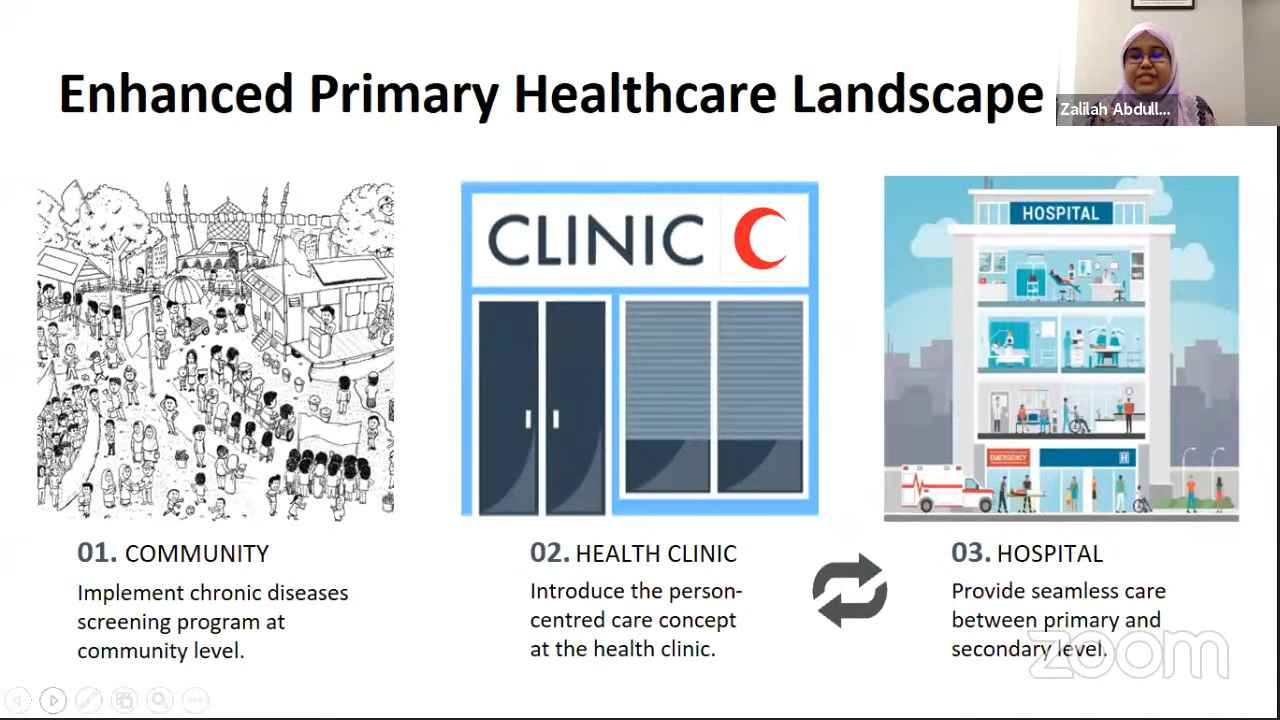 Enhanced Primary Healthcare Landscape
Zalilah Abdull...
CLINIC
HOSPITAL
EMERGENCY
H
01. COMMUNITY
Implement chronic diseases
screening program at
community level.
02. HEALTH CLINIC
Introduce the person-
centred care concept
at the health clinic.
03. HOSPITAL
Provide seamless care
between primary and
secondary level.
zoom